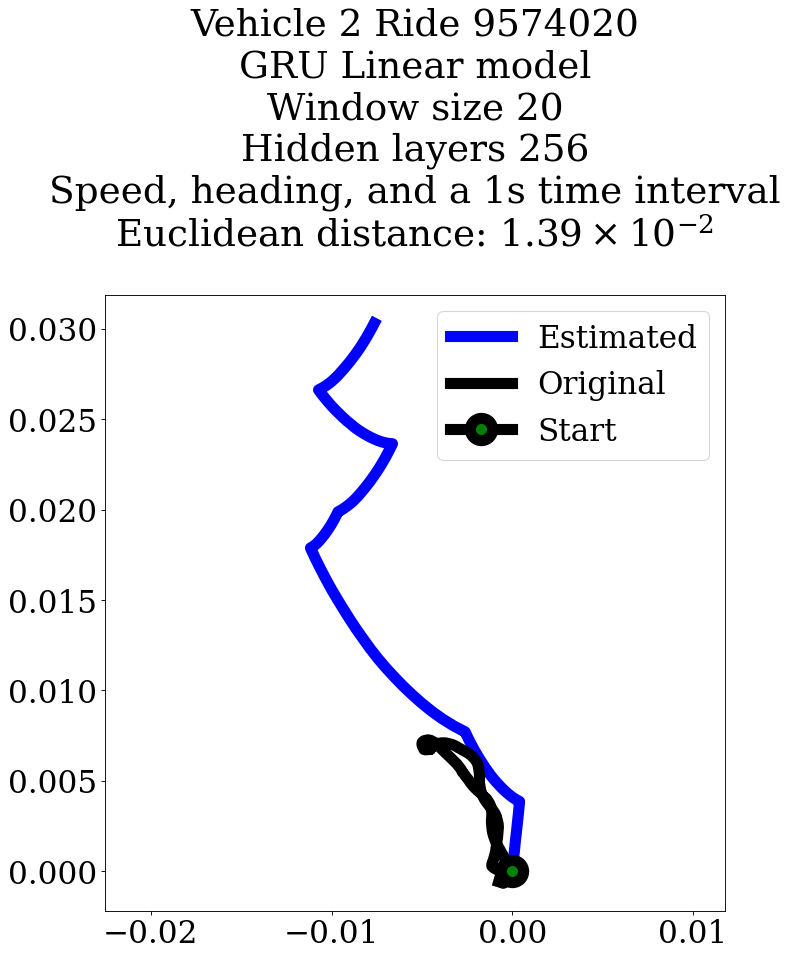 Vehicle 2 Ride 9574020
GRU Linear model
Window size 20
Hidden layers 256
Speed, heading, and a 1s time interval
Euclidean distance: 1.39 × 10⁻²
Estimated
Original
Start
0.030
0.025
0.020
0.015
0.010
0.005
0.000
−0.02
−0.01
0.00
0.01